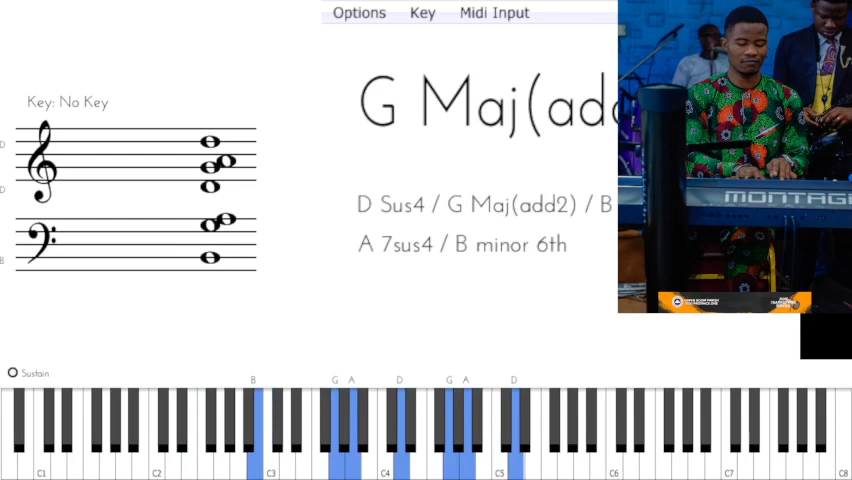 Options Key Midi Input
Key: No Key
G Maj(add
D Sus4 / G Maj(add2) / B
A 7sus4 / B minor 6th
D
D
B
MONTAG
Sustain
B G A D G A D
C1 C2 C3 C4 C5 C6 C7 C8